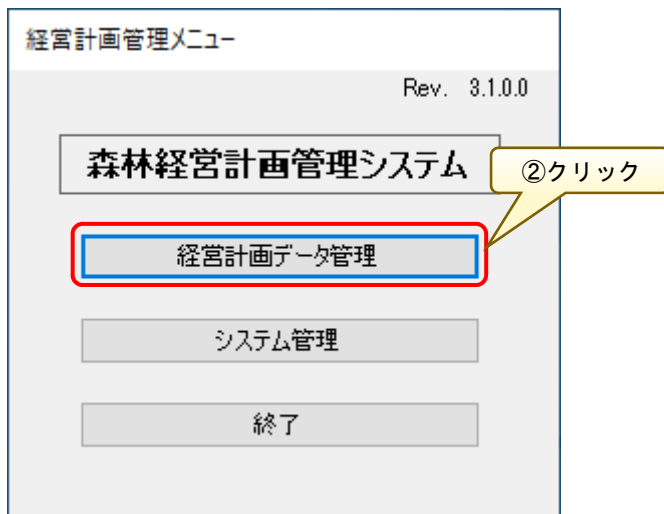 経営計画管理メニュー
Rev. 3.1.0.0
森林経営計画管理システム
②クリック
経営計画データ管理
システム管理
終了